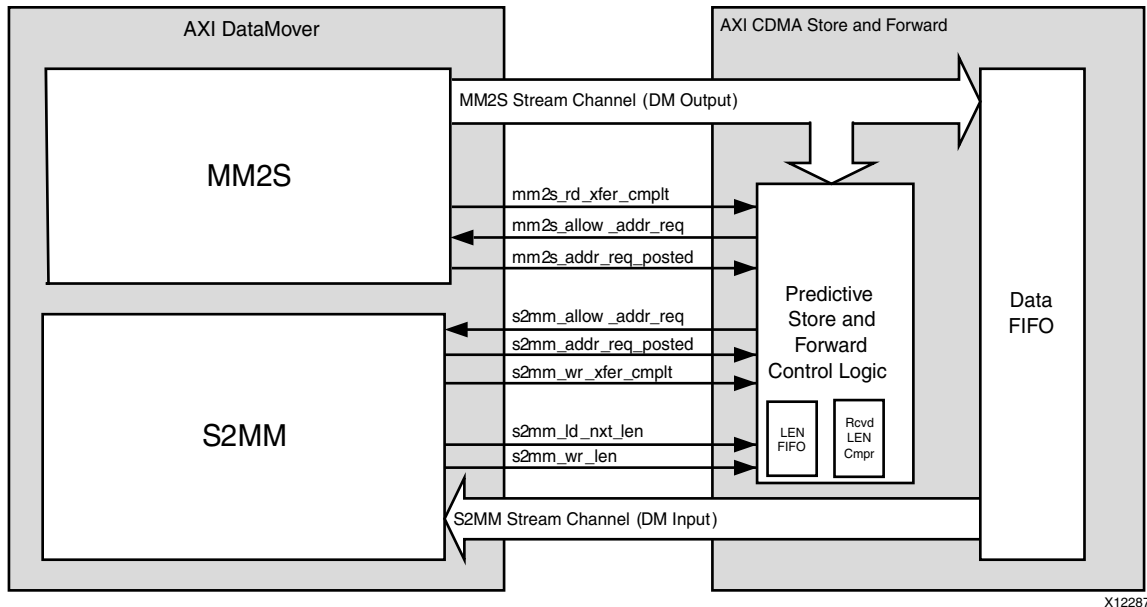 AXI DataMover
AXI CDMA Store and Forward
MM2S Stream Channel (DM Output)
MM2S
mm2s_rd_xfer_cmplt
mm2s_allow _addr_req
mm2s_addr_req_posted
Predictive
Store and
Forward
Control Logic
Data
FIFO
s2mm_allow _addr_req
s2mm_addr_req_posted
s2mm_wr_xfer_cmplt
S2MM
s2mm_ld _nxt_len
s2mm_wr_len
LEN
FIFO
Rcvd
LEN
Cmpr
S2MM Stream Channel (DM Input)
X12287